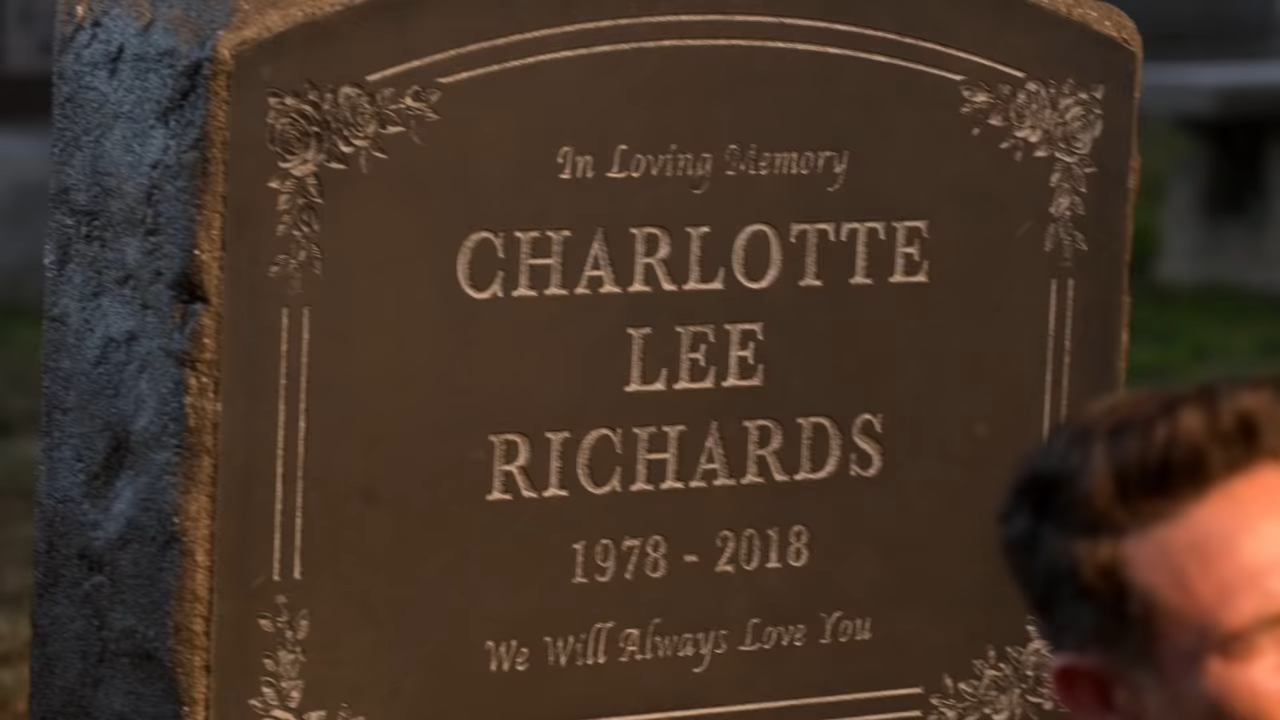 In Loving Memory
CHARLOTTE
LEE
RICHARDS
1978 - 2018
We Will Always Love You